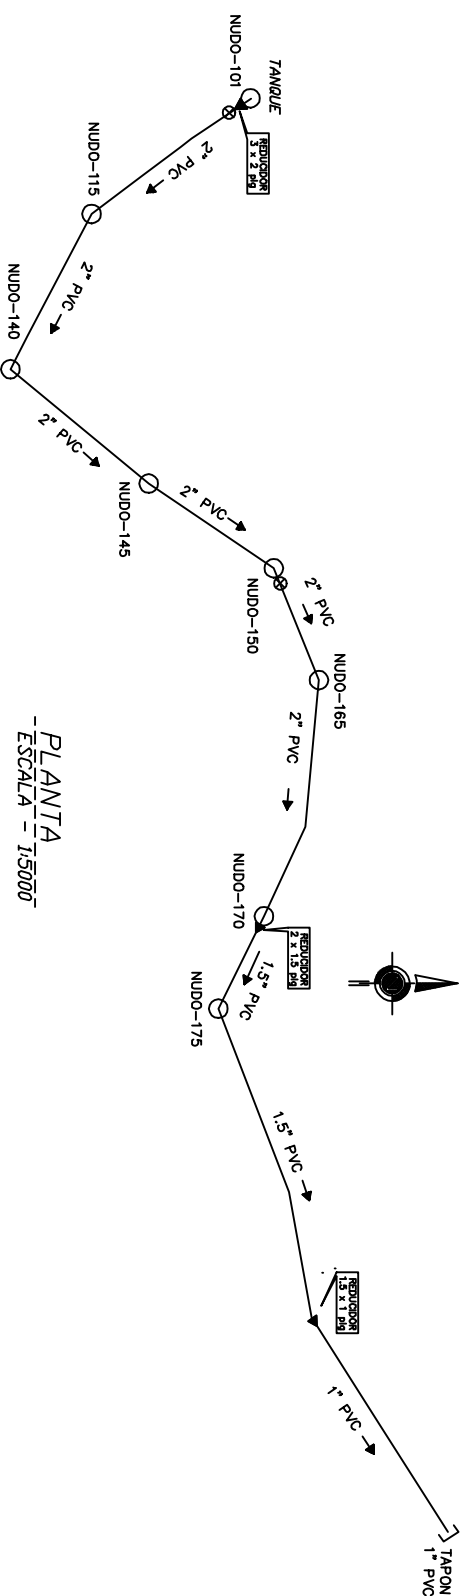 TANQUE
NUDO-101
REDUCIDOR
3 x 2 plg
2" PVC
NUDO-115
2" PVC
NUDO-140
2" PVC
NUDO-145
2" PVC
NUDO-150
2" PVC
NUDO-165
2" PVC
NUDO-170
REDUCIDOR
2 x 1.5 plg
1.5" PVC
NUDO-175
1.5" PVC
REDUCIDOR
1.5 x 1 plg
1" PVC
TAPON
1" PVC
PLANTA
ESCALA - 1:5000